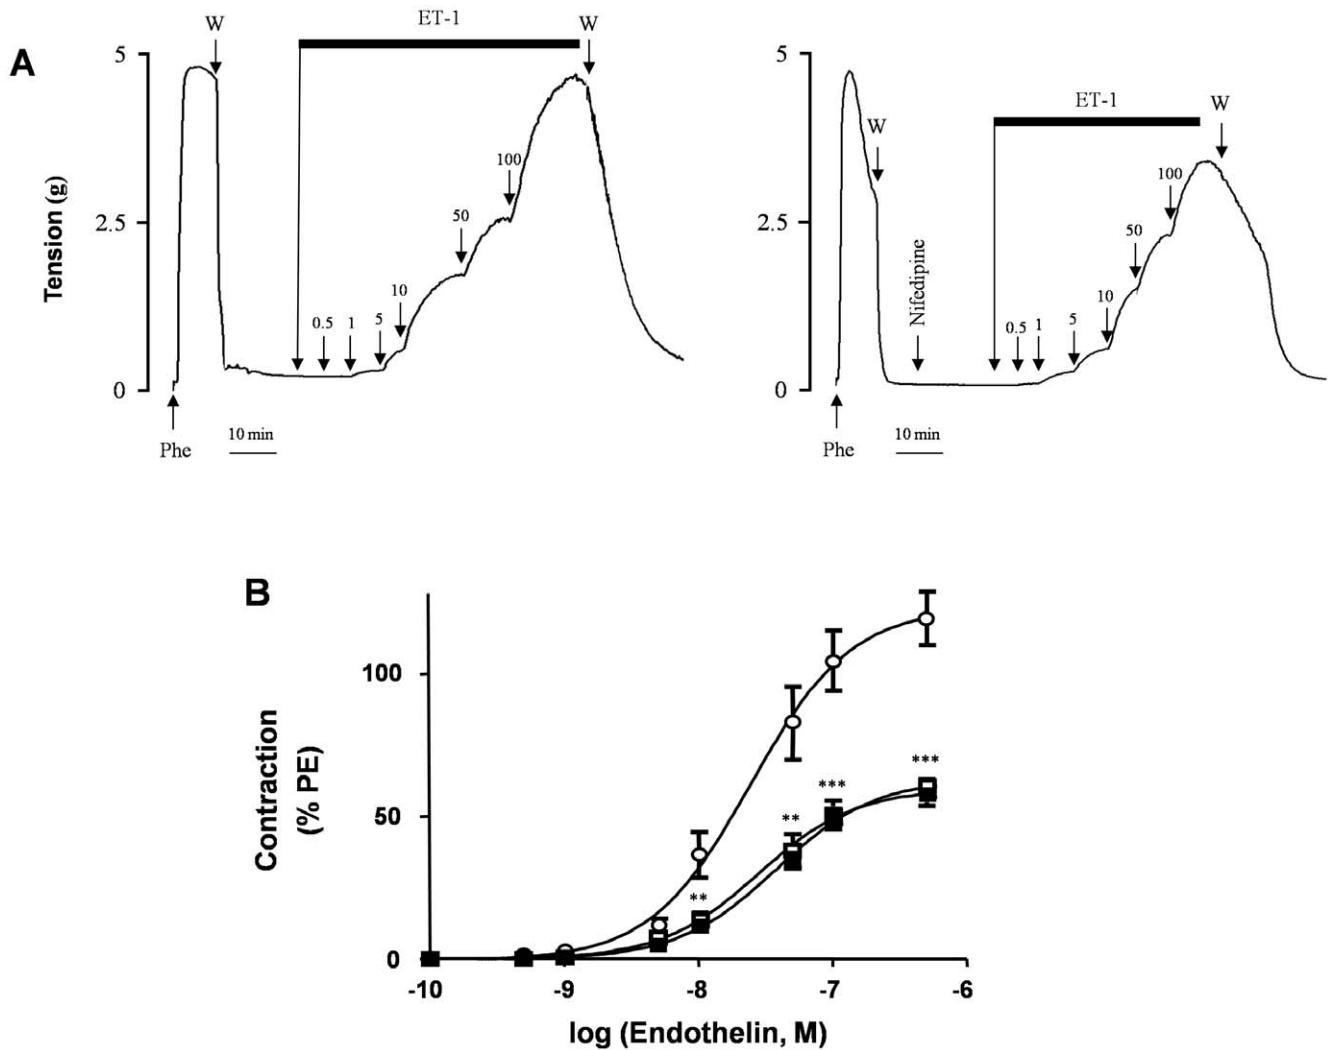 A
W
ET-1
W
5
2.5
0
Tension (g)
0.5
1
5
10
50
100
Phe
10 min
5
2.5
0
W
ET-1
W
Nifedipine
0.5
1
5
10
50
100
Phe
10 min
B
100
50
0
Contraction
(% PE)
**
**
***
***
-10
-9
-8
-7
-6
log (Endothelin, M)